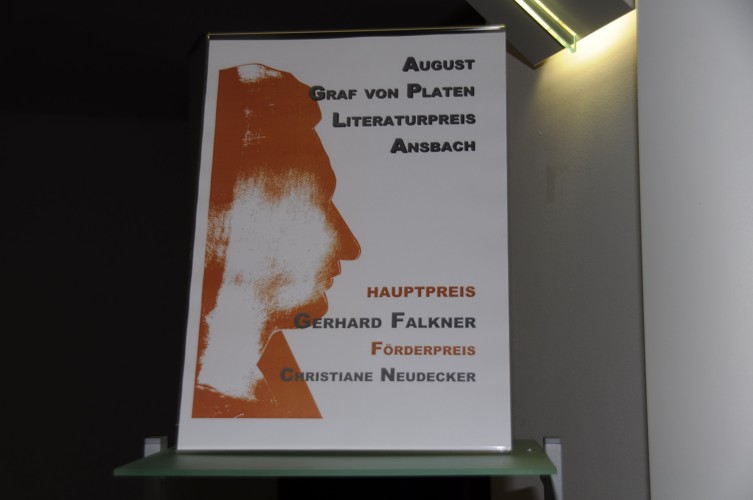 AUGUST
GRAF VON PLATEN
LITERATURPREIS
ANSBACH
HAUPTPREIS
GERHARD FALKNER
FÖRDERPREIS
CHRISTIANE NEUDECKER